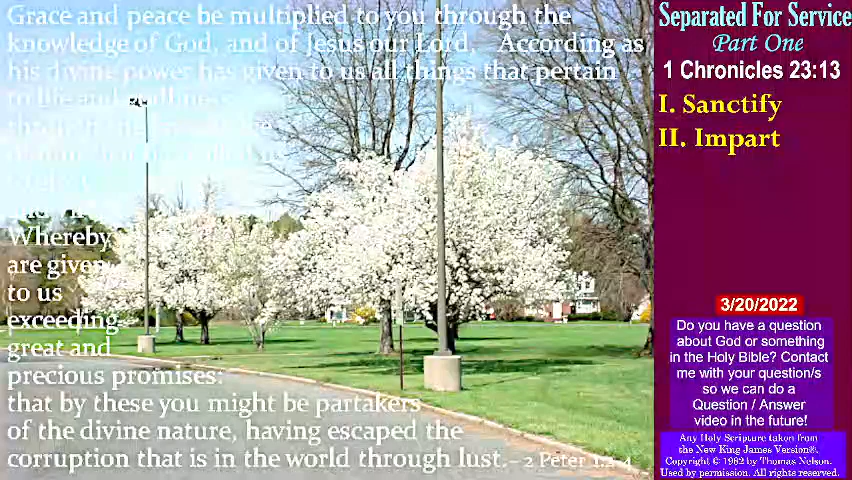 Grace and peace be multiplied to you through the
knowledge of God, and of Jesus our Lord, According as
his divine power has given to us all things that pertain
to life and
Whereby
are given
to us
exceeding
great and
precious promises:
that by these you might be partakers
of the divine nature, having escaped the
corruption that is in the world through lust. – 2 Peter 1:2-4
Separated For Service
Part One
1 Chronicles 23:13
I. Sanctify
II. Impart
3/20/2022
Do you have a question
about God or something
in the Holy Bible? Contact
me with your question/s
so we can do a
Question / Answer
video in the future!
Any Holy Scripture taken from
the New King James Version®.
Copyright © 1982 by Thomas Nelson.
Used by permission. All rights reserved.